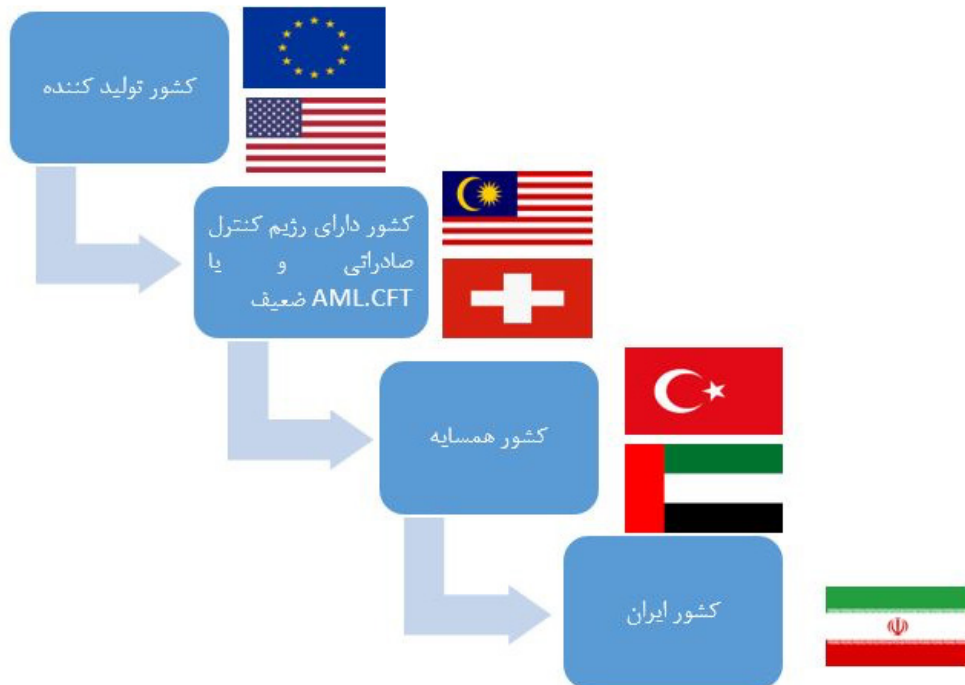 کشور تولید کننده
کشور دارای رژیم کنترل
صادراتی و یا
AML.CFT ضعیف
کشور همسایه
کشور ایران